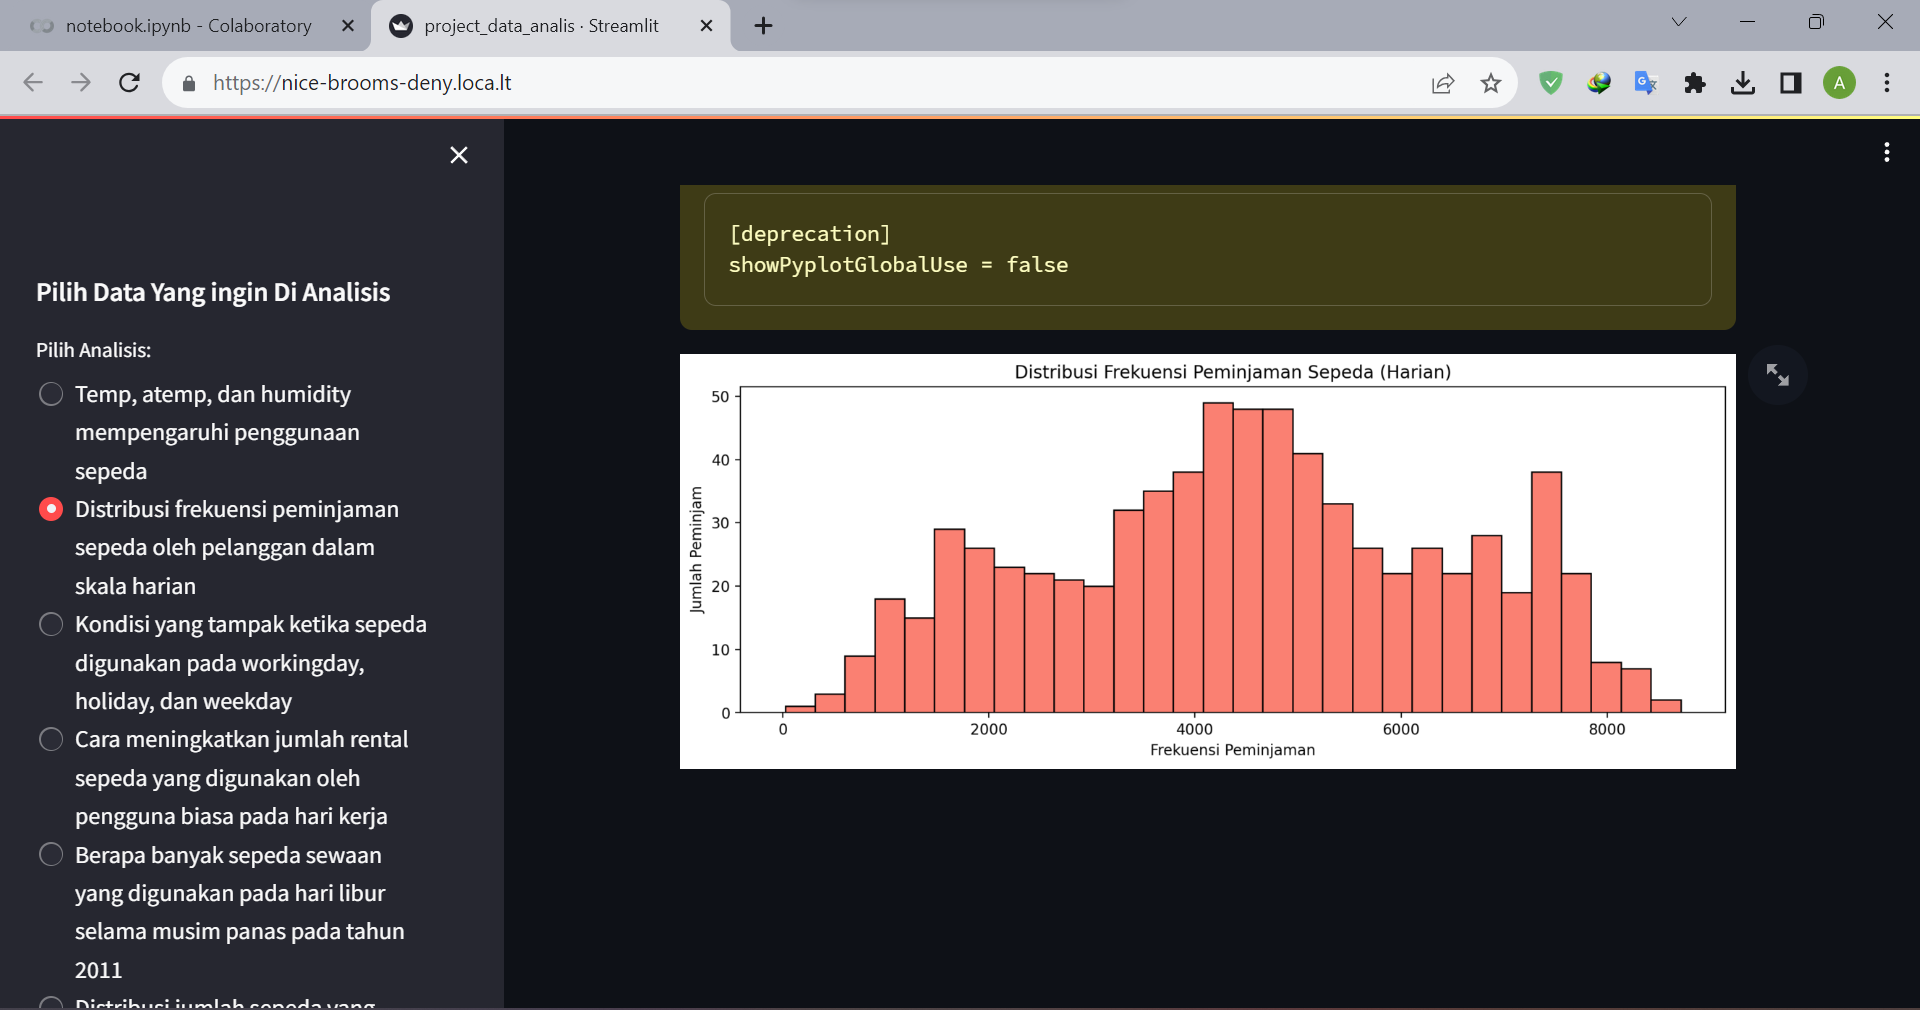 notebook.ipynb - Colaboratory
project_data_analis · Streamlit
https://nice-brooms-deny.loca.lt
A
Pilih Data Yang ingin Di Analisis
Pilih Analisis:
Temp, atemp, dan humidity
mempengaruhi penggunaan
sepeda
Distribusi frekuensi peminjaman
sepeda oleh pelanggan dalam
skala harian
Kondisi yang tampak ketika sepeda
digunakan pada workingday,
holiday, dan weekday
Cara meningkatkan jumlah rental
sepeda yang digunakan oleh
pengguna biasa pada hari kerja
Berapa banyak sepeda sewaan
yang digunakan pada hari libur
selama musim panas pada tahun
2011
Distribusi jumlah sepeda yang
[deprecation]
showPyplotGlobalUse = false
Distribusi Frekuensi Peminjaman Sepeda (Harian)
Jumlah Peminjam
50
40
30
20
10
0
0 2000 4000 6000 8000
Frekuensi Peminjaman